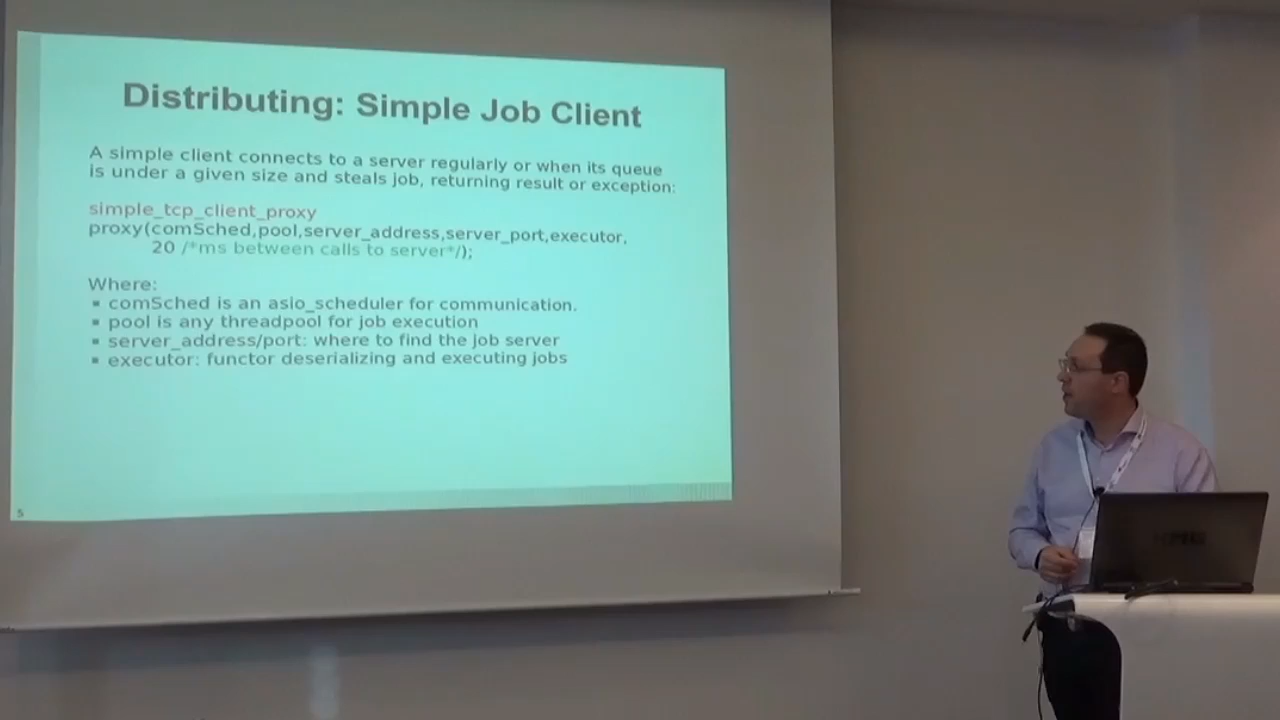 Distributing: Simple Job Client
A simple client connects to a server regularly or when its queue
is under a given size and steals job, returning result or exception:
simple_tcp_client_proxy
proxy(comSched,pool,server_address,server_port,executor,
20 /*ms between calls to server*/);
Where:
▪ comSched is an asio_scheduler for communication.
▪ pool is any threadpool for job execution
▪ server_address/port: where to find the job server
▪ executor: functor deserializing and executing jobs
5